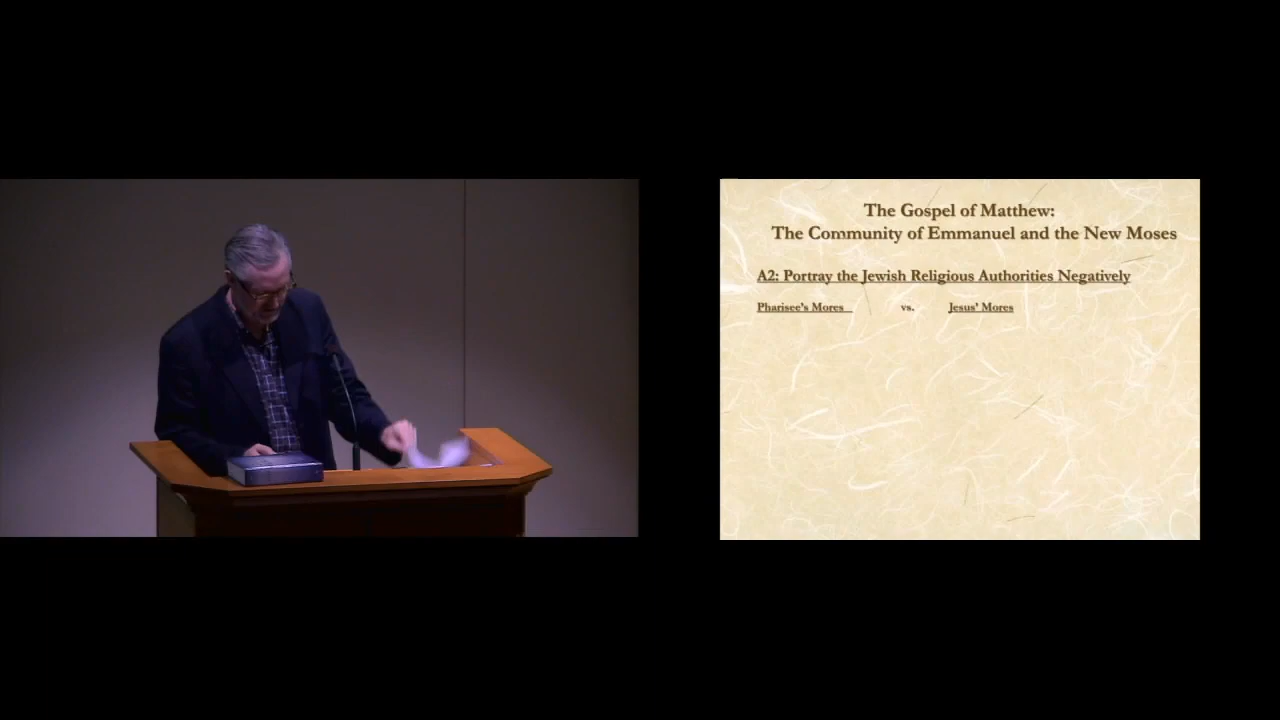 The Gospel of Matthew:
The Community of Emmanuel and the New Moses
A2: Portray the Jewish Religious Authorities Negatively
Pharisee's Mores vs. Jesus' Mores